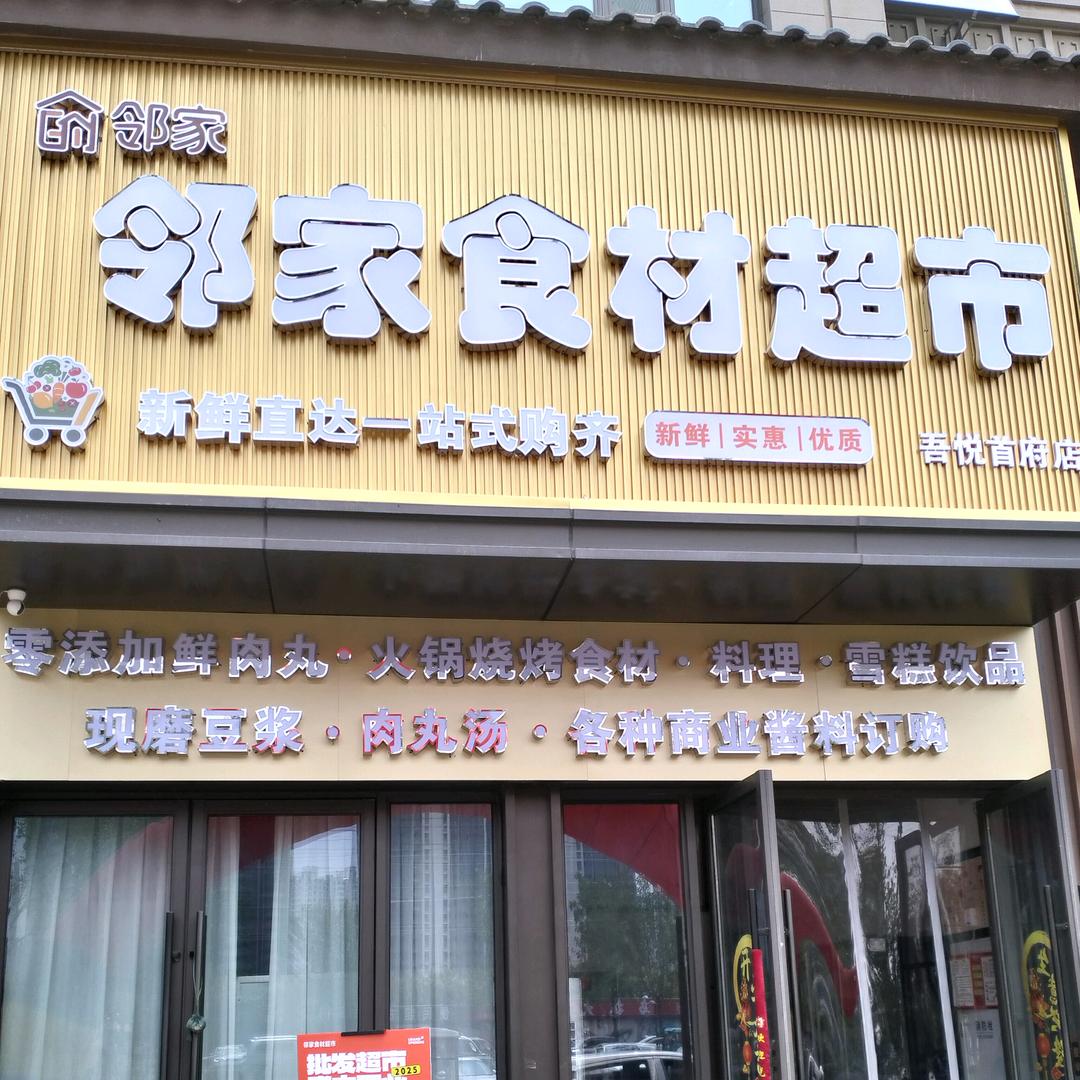 邻家
邻家食材超市
新鲜直达一站式购齐
新鲜|实惠|优质
吾悦首府店
零添加鲜肉丸·火锅烧烤食材·料理·雪糕饮品
现磨豆浆·肉丸汤·各种商业酱料订购
邻家食材超市
批发超市
2025